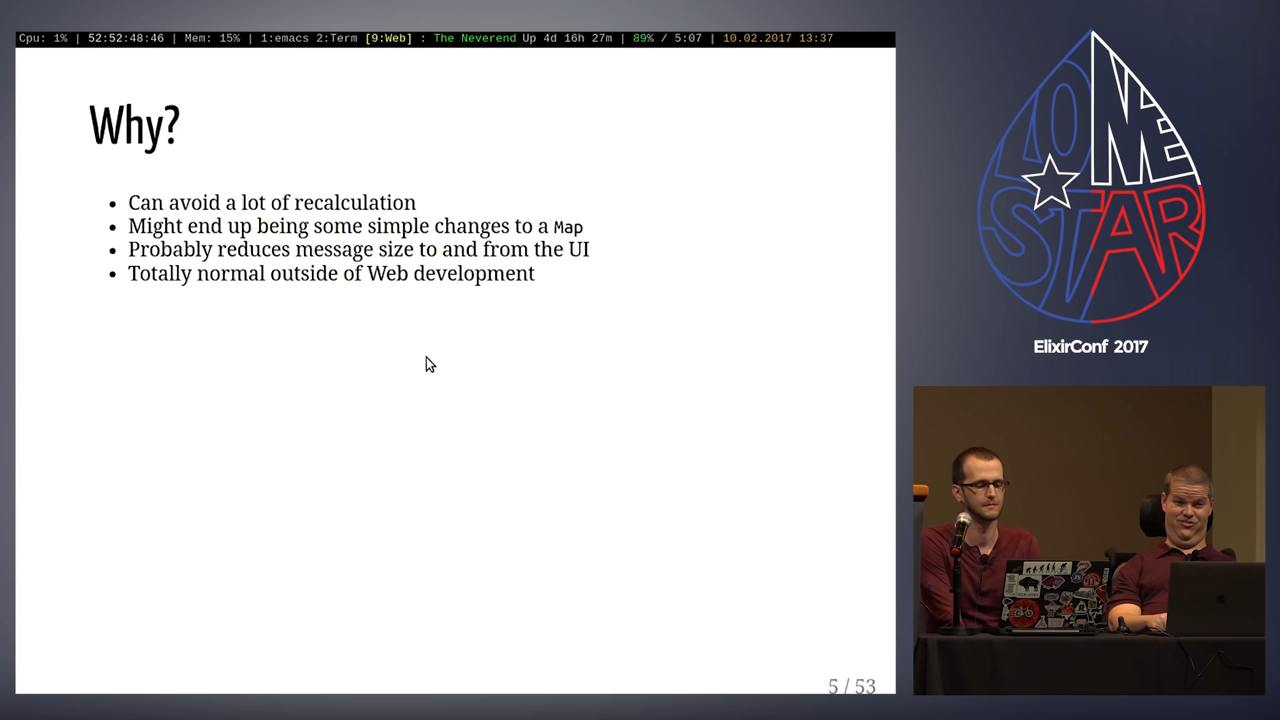 Cpu: 1% | 52:52:48:46 | Mem: 15% | 1:emacs 2:Term [9:Web] : The Neverend Up 4d 16h 27m | 89% / 5:07 | 10.02.2017 13:37
Why?
• Can avoid a lot of recalculation
• Might end up being some simple changes to a Map
• Probably reduces message size to and from the UI
• Totally normal outside of Web development
5 / 53
LONE
STAR
ElixirConf 2017